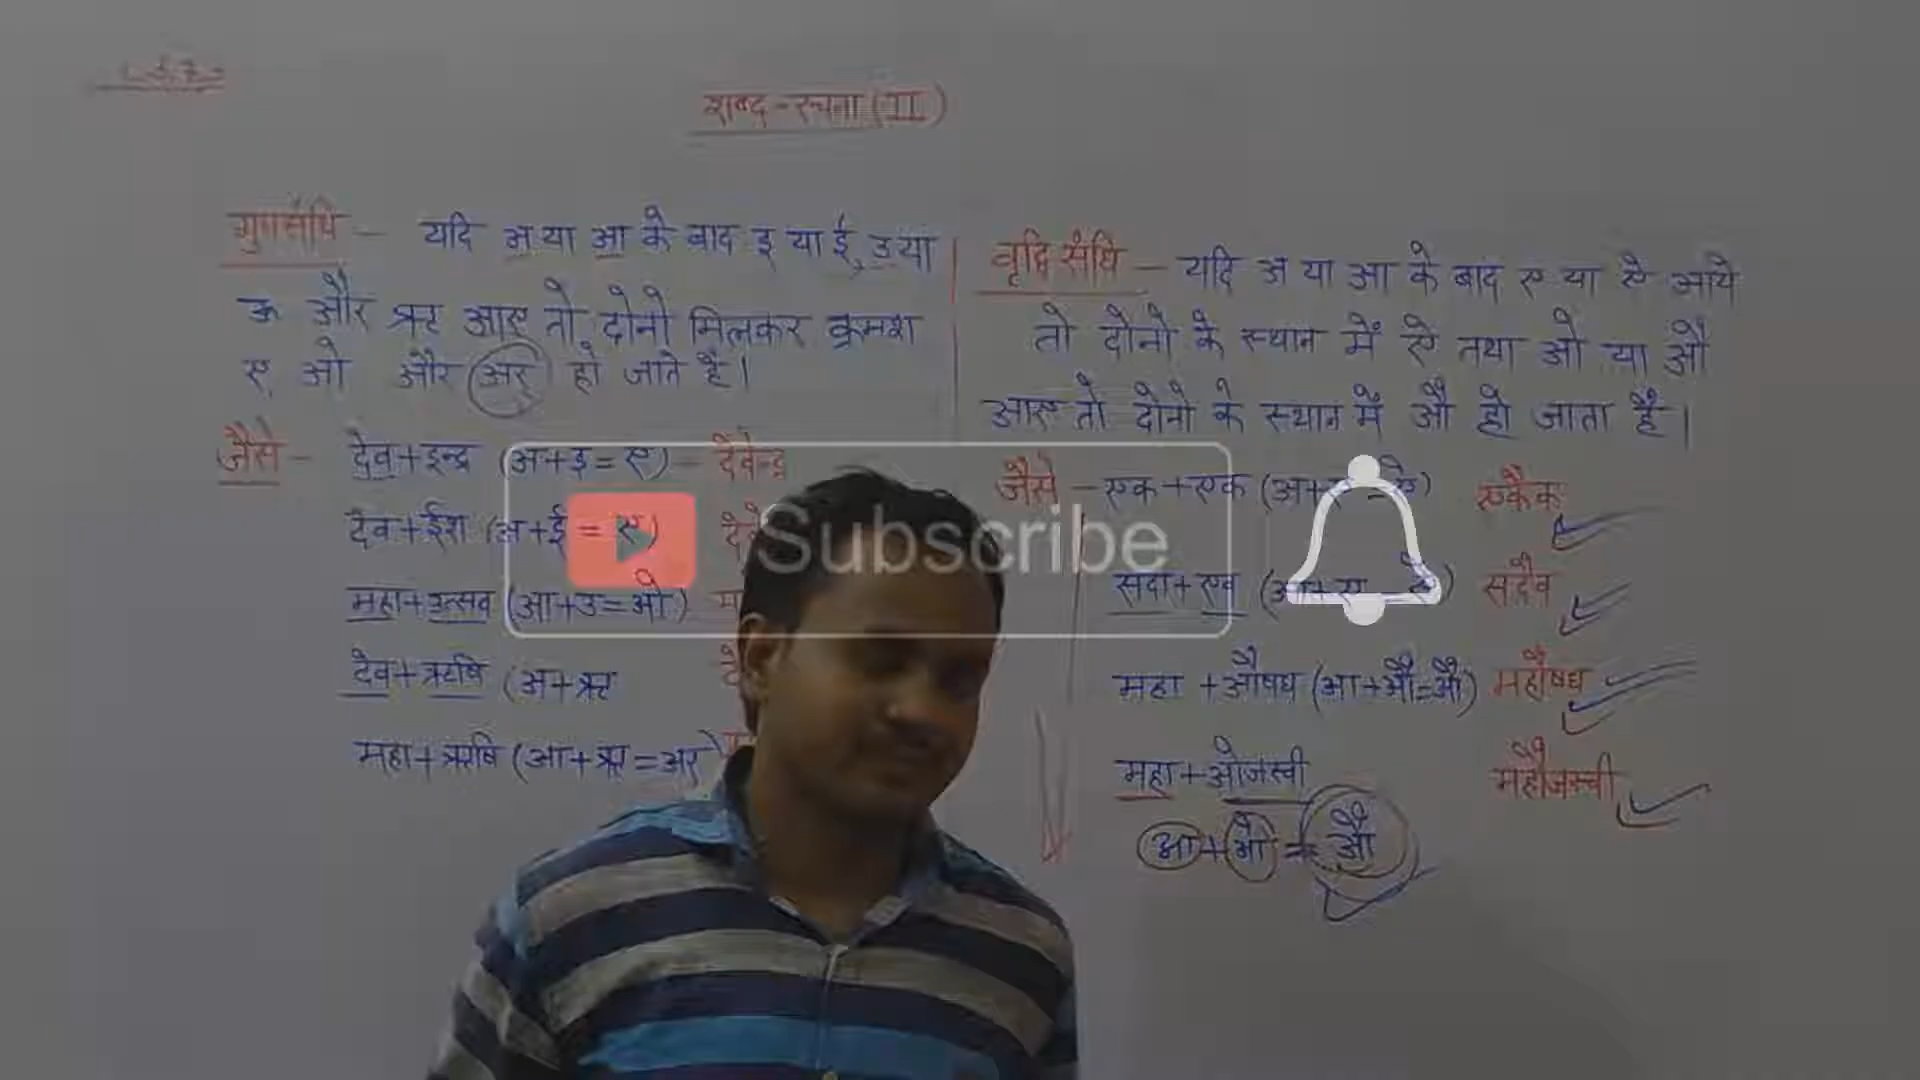 शब्द-रचना (II)
गुणसंधि - यदि अ या आ के बाद इ या ई, उ या
ऊ और ऋ आए तो दोनो मिलकर क्रमश
ए ओ और अर् हो जाते है।
जैसे - देव+इन्द्र (अ+इ=ए) - देवेन्द्र
देव+ईश (अ+ई=ए)
महा+उत्सव (आ+उ=ओ)
देव+ऋषि (अ+ऋ
महा+ऋषि (आ+ऋ=अर्)
वृद्वि संधि - यदि अ या आ के बाद ए या ऐ आये
तो दोनो के स्थान में ऐ तथा ओ या औ
आए तो दोनो के स्थान में औ हो जाता है।
जैसे - एक+एक एकैक
सदा+एव सदैव
महा+औषध (आ+औ=औ) महौषध
महा+ओजस्वी महौजस्वी
आ+ओ=औ
Subscribe